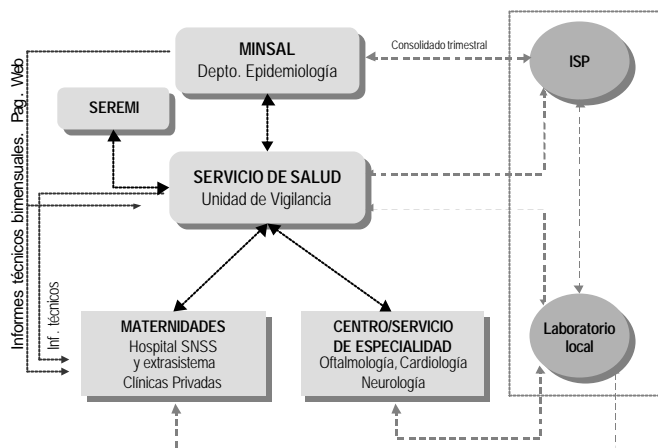 MINSAL
Depto. Epidemiología
Consolidado trimestral
ISP
SEREMI
SERVICIO DE SALUD
Unidad de Vigilancia
Informes técnicos bimensuales. Pag. Web
Inf. técnicos
MATERNIDADES
Hospital SNSS
y extrasistema
Clínicas Privadas
CENTRO/SERVICIO
DE ESPECIALIDAD
Oftalmología, Cardiología
Neurología
Laboratorio
local